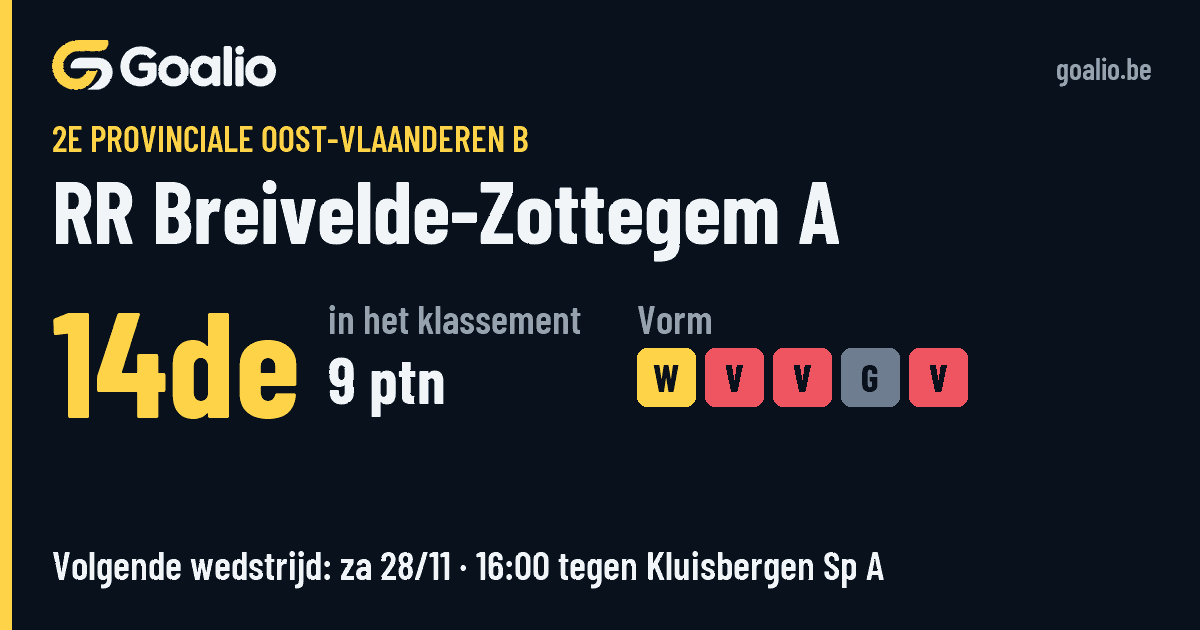 Goalio
goalio.be
2E PROVINCIALE OOST-VLAANDEREN B
RR Breivelde-Zottegem A
14de
in het klassement
9 ptn
Vorm
W V V G V
Volgende wedstrijd: za 28/11 · 16:00 tegen Kluisbergen Sp A